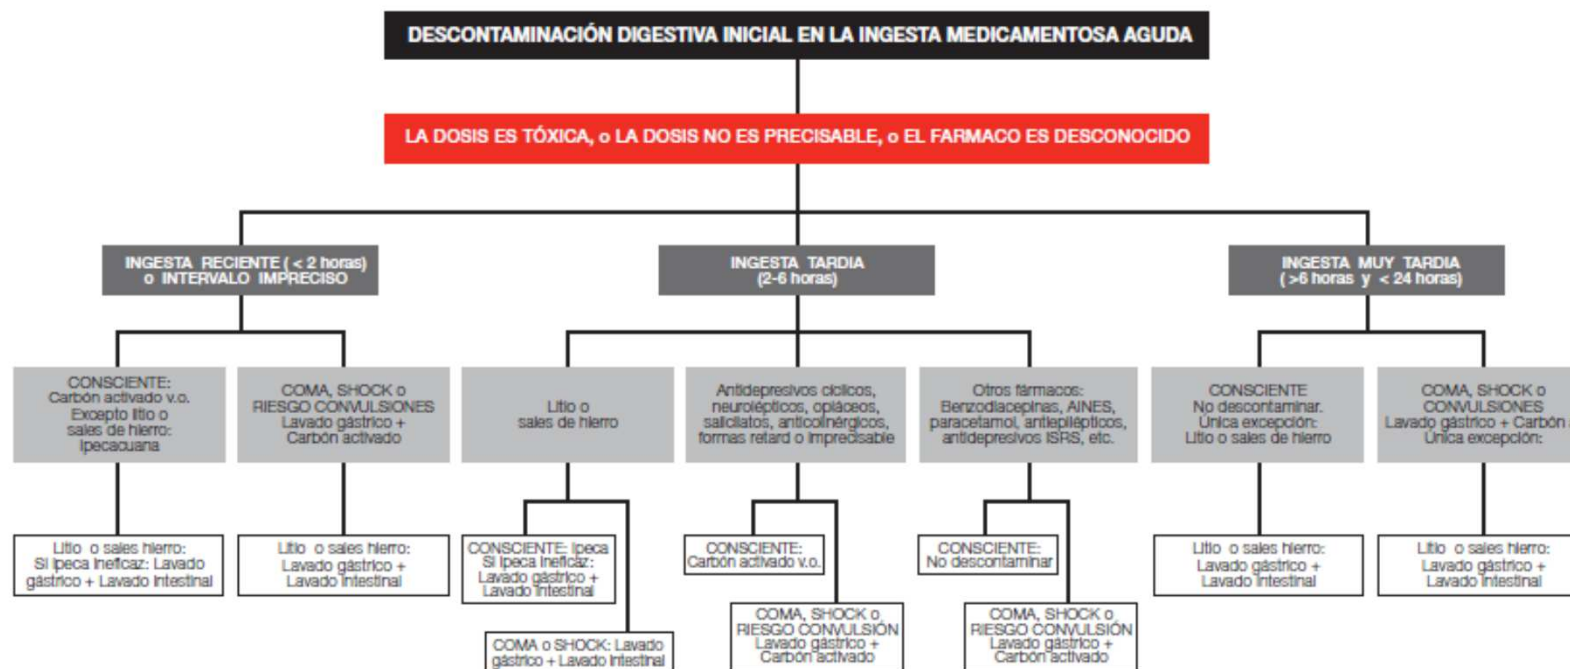 DESCONTAMINACIÓN DIGESTIVA INICIAL EN LA INGESTA MEDICAMENTOSA AGUDA
LA DOSIS ES TÓXICA, o LA DOSIS NO ES PRECISABLE, o EL FARMACO ES DESCONOCIDO
INGESTA RECIENTE ( < 2 horas)
o INTERVALO IMPRECISO
INGESTA TARDIA
(2-6 horas)
INGESTA MUY TARDIA
( >6 horas y < 24 horas)
CONSCIENTE:
Carbón activado v.o.
Excepto litio o
sales de hierro:
Ipecacuana
COMA, SHOCK o
RIESGO CONVULSIONES
Lavado gástrico +
Carbón activado
Litio o
sales de hierro
Antidepresivos cíclicos,
neurolépticos, opláceos,
salicilatos, anticolinérgicos,
formas retard o imprecisable
Otros fármacos:
Benzodiacepinas, AINES,
paracetamol, antiepilépticos,
antidepresivos ISRS, etc.
CONSCIENTE
No descontaminar.
Única excepción:
Litio o sales de hierro
COMA, SHOCK o
CONVULSIONES
Lavado gástrico + Carbón
Única excepción:
Litio o sales hierro:
Si ipeca ineficaz: Lavado
gástrico + Lavado Intestinal
Litio o sales hierro:
Lavado gástrico +
Lavado Intestinal
CONSCIENTE: Ipeca
Si ipeca ineficaz:
Lavado gástrico +
Lavado Intestinal
COMA o SHOCK: Lavado
gástrico + Lavado Intestinal
CONSCIENTE:
Carbón activado v.o.
COMA, SHOCK o
RIESGO CONVULSIÓN
Lavado gástrico +
Carbón activado
CONSCIENTE:
No descontaminar
COMA, SHOCK o
RIESGO CONVULSIÓN
Lavado gástrico +
Carbón activado
Litio o sales hierro:
Lavado gástrico +
Lavado Intestinal
Litio o sales hierro:
Lavado gástrico +
Lavado Intestinal